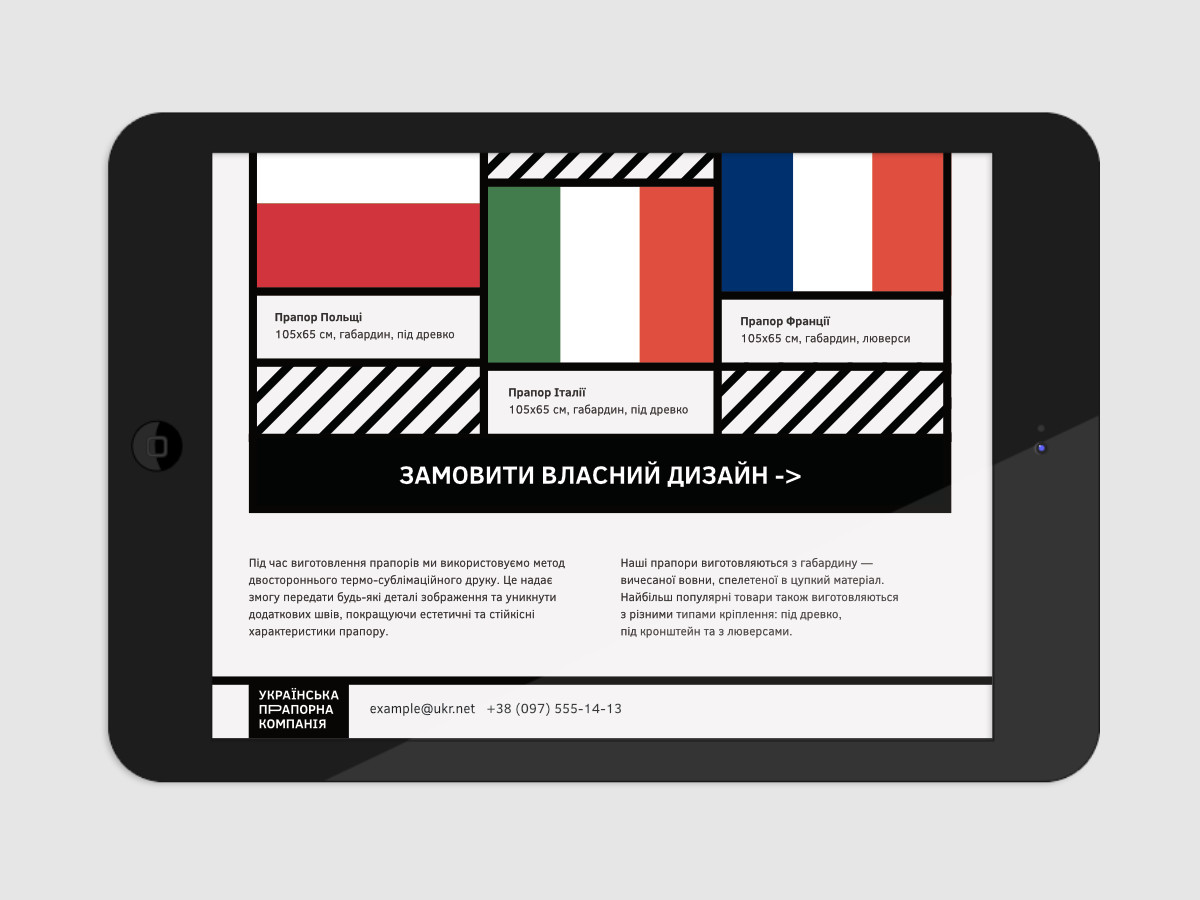 Прапор Польщі
105x65 см, габардин, під древко
Прапор Італії
105x65 см, габардин, під древко
Прапор Франції
105x65 см, габардин, люверси
ЗАМОВИТИ ВЛАСНИЙ ДИЗАЙН ->
Під час виготовлення прапорів ми використовуємо метод
двостороннього термо-сублімаційного друку. Це надає
змогу передати будь-які деталі зображення та уникнути
додаткових швів, покращуючи естетичні та стійкісні
характеристики прапору.
Наші прапори виготовляються з габардину —
вичесаної вовни, спелетеної в цупкий матеріал.
Найбільш популярні товари також виготовляються
з різними типами кріплення: під древко,
під кронштейн та з люверсами.
УКРАЇНСЬКА
ПРАПОРНА
КОМПАНІЯ
example@ukr.net +38 (097) 555-14-13